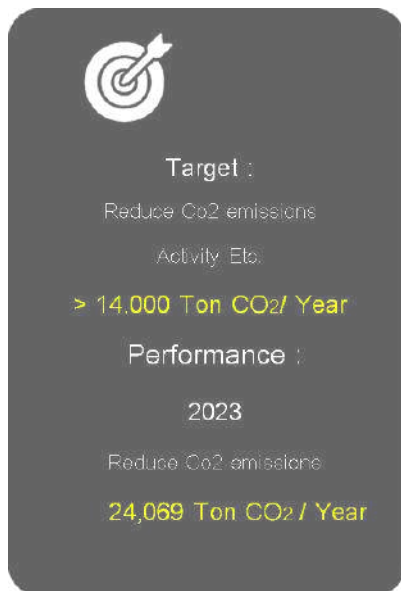 Target :
Reduce Co2 emissions
Activity Etc.
> 14.000 Ton CO2/ Year
Performance :
2023
Reduce Co2 emissions
24,069 Ton CO2 / Year